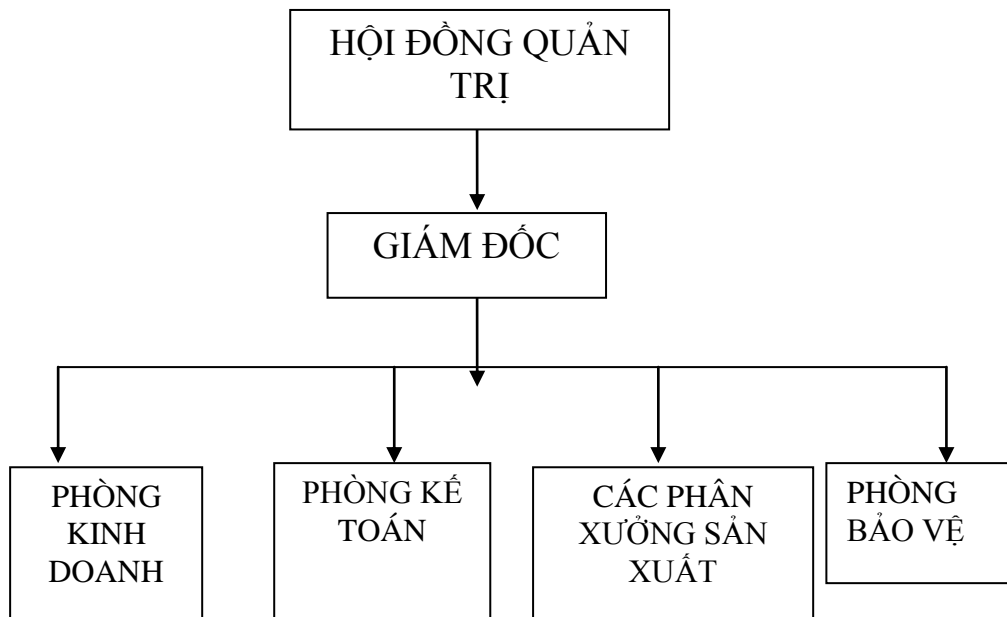 HỘI ĐỒNG QUẢN
TRỊ
GIÁM ĐỐC
PHÒNG
KINH
DOANH
PHÒNG KẾ
TOÁN
CÁC PHÂN
XƯỞNG SẢN
XUẤT
PHÒNG
BẢO VỆ